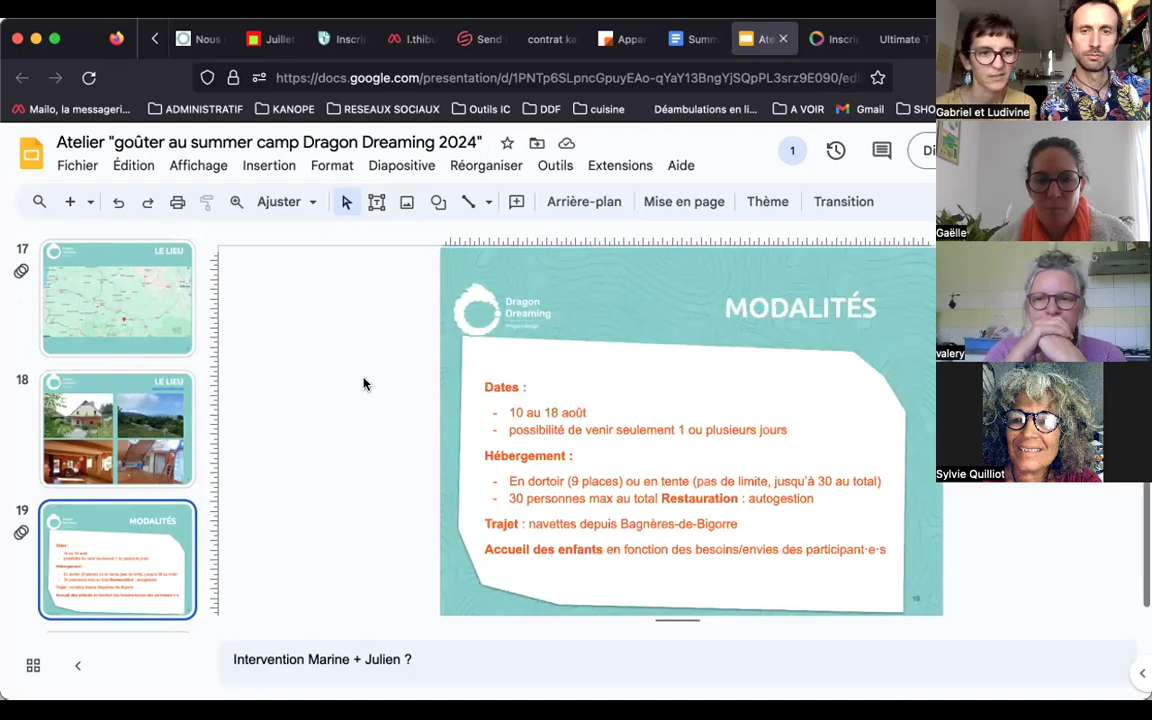 Nous
Juillet
Inscri
I.thibu
Send
contrat ka
Appar
Summ
Ate
Inscrip
Ultimate T
https://docs.google.com/presentation/d/1PNTp6SLpncGpuyEAo-qYaY13BngYjSQpPL3srz9E090/edi
Mailo, la messageri...
ADMINISTRATIF
KANOPE
RESEAUX SOCIAUX
Outils IC
DDF
cuisine
Déambulations en li...
A VOIR
Gmail
SHO
Atelier "goûter au summer camp Dragon Dreaming 2024"
Fichier Édition Affichage Insertion Format Diapositive Réorganiser Outils Extensions Aide
1
Di
Ajuster
Arrière-plan
Mise en page
Thème
Transition
17
LE LIEU
18
LE LIEU
19
MODALITÉS
Dragon
Dreaming
MODALITÉS
Dates :
- 10 au 18 août
- possibilité de venir seulement 1 ou plusieurs jours
Hébergement :
- En dortoir (9 places) ou en tente (pas de limite, jusqu'à 30 au total)
- 30 personnes max au total Restauration : autogestion
Trajet : navettes depuis Bagnères-de-Bigorre
Accueil des enfants en fonction des besoins/envies des participant·e·s
Intervention Marine + Julien ?
Gabriel et Ludivine
Gaëlle
valery
Sylvie Quilliot